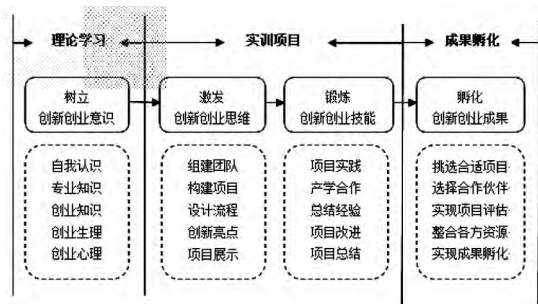 理论学习
实训项目
成果孵化
树立
创新创业意识
激发
创新创业思维
锻炼
创新创业技能
孵化
创新创业成果
自我认识
专业知识
创业知识
创业生理
创业心理
组建团队
构建项目
设计流程
创新亮点
项目展示
项目实践
产学合作
总结经验
项目改进
项目总结
挑选合适项目
选择合作伙伴
实现项目评估
整合各方资源
实现成果孵化